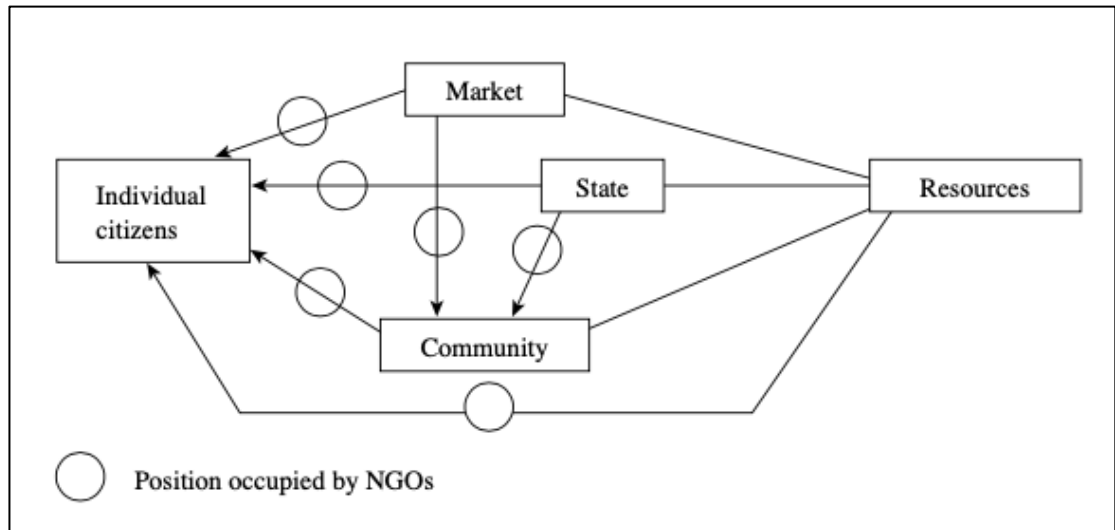 Market
Individual
citizens
State
Resources
Community
Position occupied by NGOs